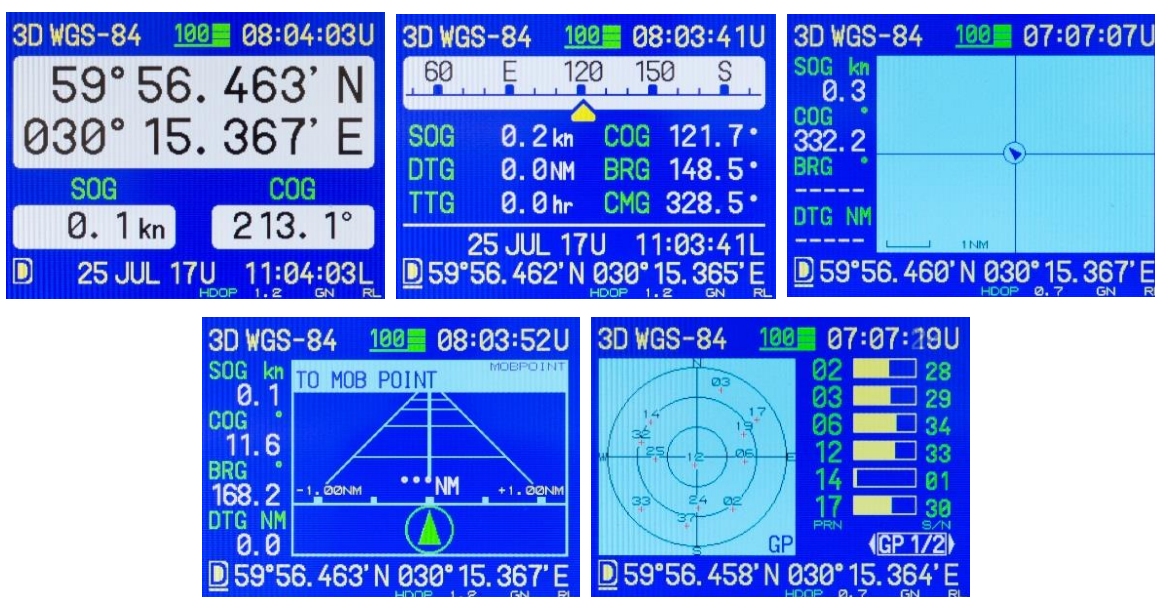 3D WGS-84 100 08:04:03U
59°56.463' N
030°15.367' E
SOG COG
0.1kn 213.1°
D 25 JUL 17U 11:04:03L
HDOP 1.2 GN RL
3D WGS-84 100 08:03:41U
60 E 120 150 S
SOG 0.2kn COG 121.7°
DTG 0.0NM BRG 148.5°
TTG 0.0hr CMG 328.5°
25 JUL 17U 11:03:41L
D 59°56.462'N 030°15.365'E
HDOP 1.2 GN RL
3D WGS-84 100 07:07:07U
SOG kn
0.3
COG °
332.2
BRG °
-----
DTG NM
-----
1NM
D 59°56.460'N 030°15.367'E
HDOP 0.7 GN RL
3D WGS-84 100 08:03:52U
SOG kn
0.1
COG °
11.6
BRG °
168.2
DTG NM
0.0
MOBPOINT
TO MOB POINT
•••NM
-1.00NM +1.00NM
D 59°56.463'N 030°15.367'E
HDOP 1.2 GN RL
3D WGS-84 100 07:07:
N
03
14 17
19
32
25 12 06
W E
33 24 02
37
S
GP
02 28
03 29
06 34
12 33
14 01
17 30
PRN S/N
GP 1/2
D 59°56.458'N 030°15.364'E
HDOP 0.7 GN RL